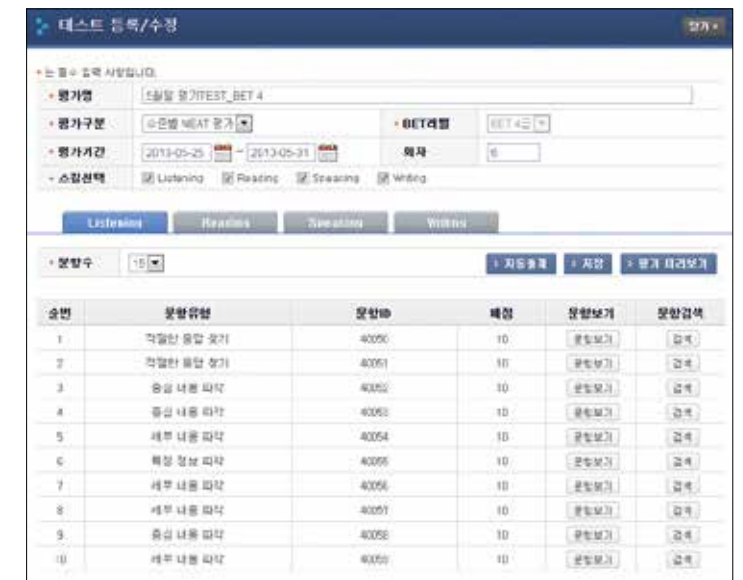 테스트 등록/수정 닫기
* 는 필수 입력 사항입니다.
평가명 5월말 평가TEST_BET 4
평가구분 수준별 NEAT 평가 BET레벨 BET 4급
평가기간 2013-05-25 ~ 2013-05-31 회차 6
스킬선택 Listening Reading Speaking Writing
Listening Reading Speaking Writing
문항수 15 자동출제 저장 평가 미리보기
순번 문항유형 문항ID 배점 문항보기 문항검색
1 적절한 응답 찾기 40050 10 문항보기 검색
2 적절한 응답 찾기 40051 10 문항보기 검색
3 중심 내용 파악 40052 10 문항보기 검색
4 중심 내용 파악 40053 10 문항보기 검색
5 세부 내용 파악 40054 10 문항보기 검색
6 특정 정보 파악 40055 10 문항보기 검색
7 세부 내용 파악 40056 10 문항보기 검색
8 세부 내용 파악 40057 10 문항보기 검색
9 중심 내용 파악 40058 10 문항보기 검색
10 세부 내용 파악 40059 10 문항보기 검색